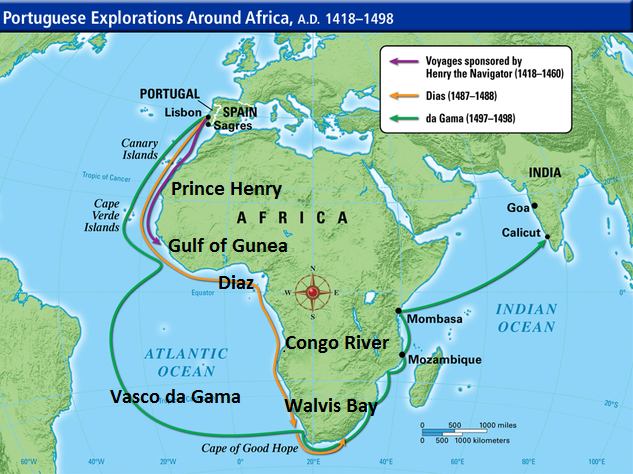 Portuguese Explorations Around Africa, A.D. 1418–1498
Voyages sponsored by
Henry the Navigator (1418–1460)
Dias (1487–1488)
da Gama (1497–1498)
PORTUGAL
Lisbon
SPAIN
Sagres
Canary
Islands
Tropic of Cancer
Prince Henry
INDIA
Cape
Verde
Islands
AFRICA
Goa
Gulf of Gunea
Calicut
Diaz
N
W
E
S
Equator
0°
INDIAN
OCEAN
Mombasa
Congo River
ATLANTIC
OCEAN
Mozambique
Vasco da Gama
Walvis Bay
20°S
0 500 1000 miles
0 500 1000 kilometers
Cape of Good Hope
60°W
40°W
20°W
0°
20°E
40°E
60°E
80°E
100°E